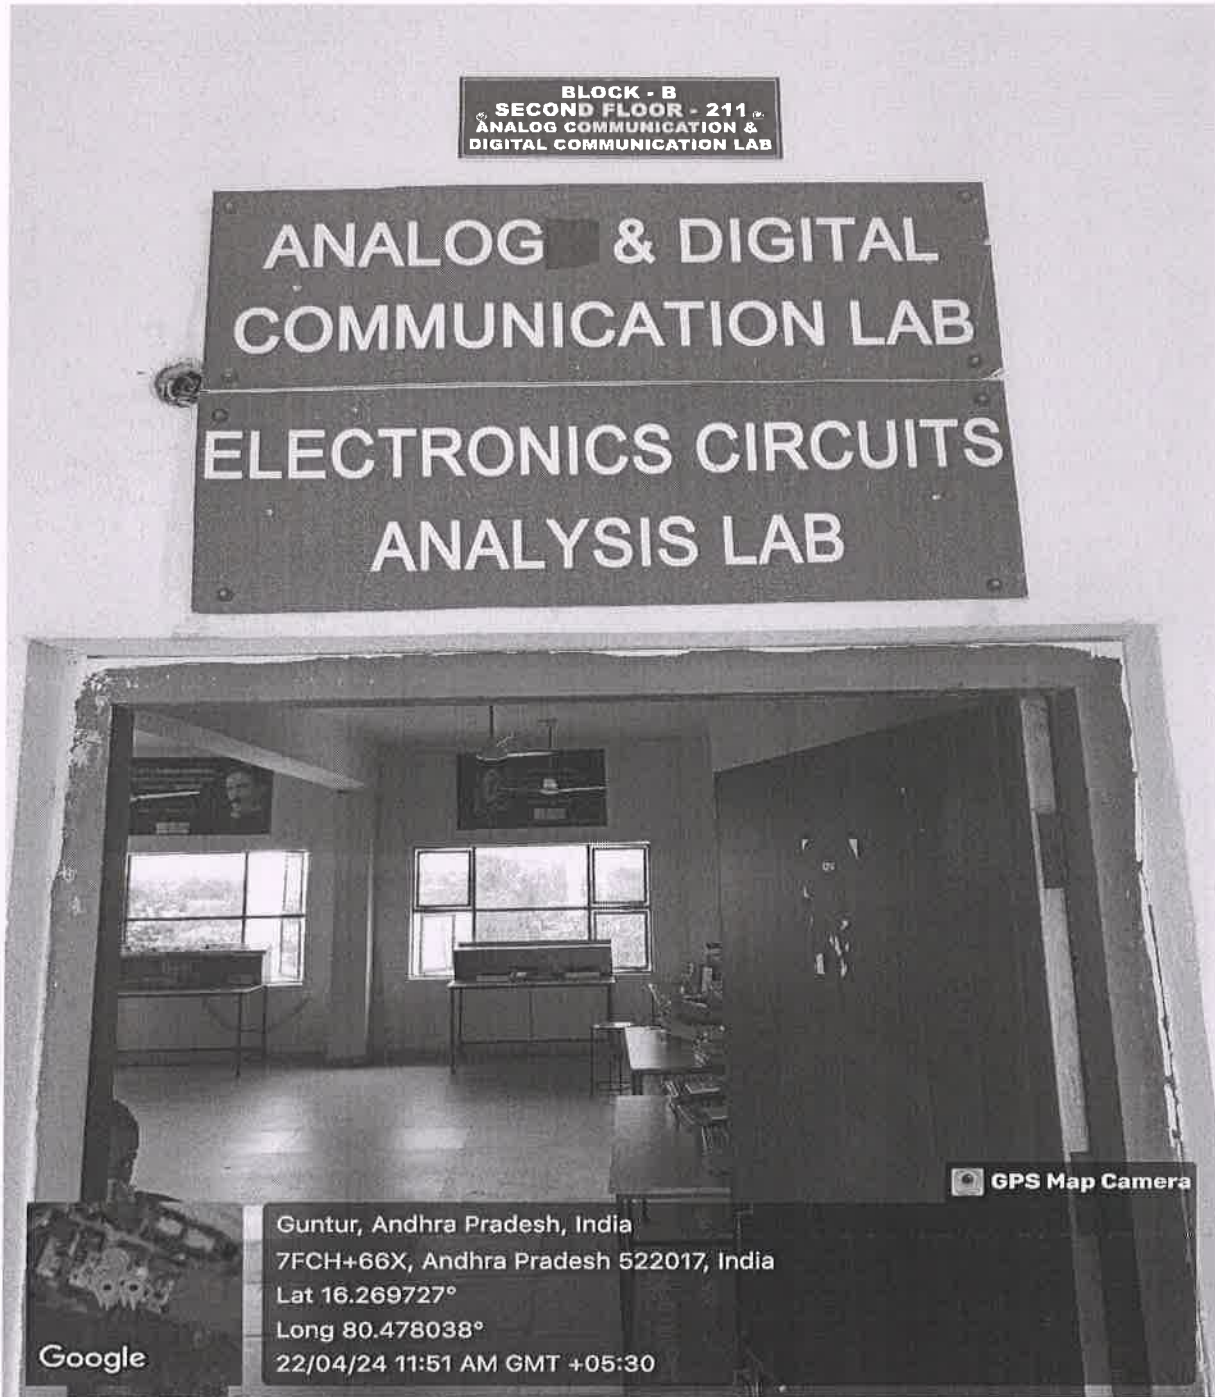 BLOCK - B
SECOND FLOOR - 211
ANALOG COMMUNICATION &
DIGITAL COMMUNICATION LAB
ANALOG & DIGITAL
COMMUNICATION LAB
ELECTRONICS CIRCUITS
ANALYSIS LAB
GPS Map Camera
Guntur, Andhra Pradesh, India
7FCH+66X, Andhra Pradesh 522017, India
Lat 16.269727°
Long 80.478038°
22/04/24 11:51 AM GMT +05:30
Google